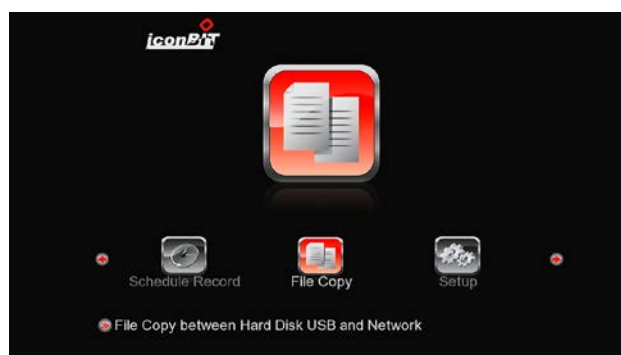 iconBiT
Schedule Record
File Copy
Setup
File Copy between Hard Disk USB and Network